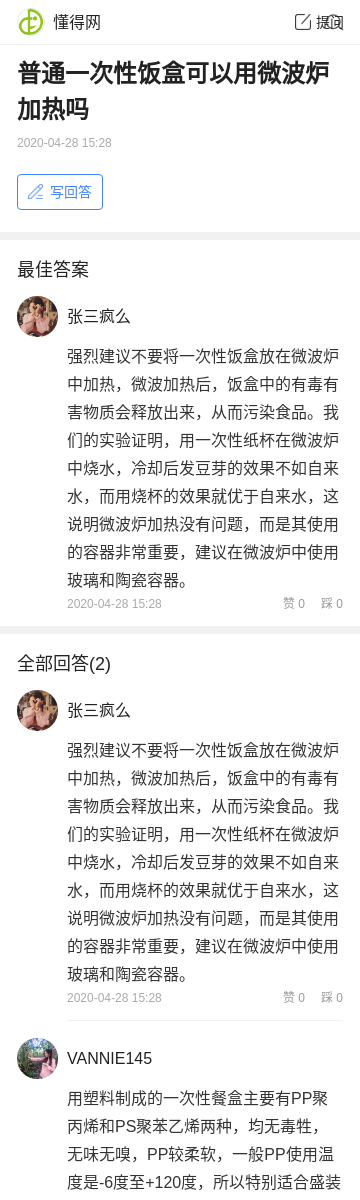 懂得网
提问
普通一次性饭盒可以用微波炉
加热吗
2020-04-28 15:28
写回答
最佳答案
张三疯么
强烈建议不要将一次性饭盒放在微波炉
中加热，微波加热后，饭盒中的有毒有
害物质会释放出来，从而污染食品。我
们的实验证明，用一次性纸杯在微波炉
中烧水，冷却后发豆芽的效果不如自来
水，而用烧杯的效果就优于自来水，这
说明微波炉加热没有问题，而是其使用
的容器非常重要，建议在微波炉中使用
玻璃和陶瓷容器。
2020-04-28 15:28 赞 0 踩 0
全部回答(2)
张三疯么
强烈建议不要将一次性饭盒放在微波炉
中加热，微波加热后，饭盒中的有毒有
害物质会释放出来，从而污染食品。我
们的实验证明，用一次性纸杯在微波炉
中烧水，冷却后发豆芽的效果不如自来
水，而用烧杯的效果就优于自来水，这
说明微波炉加热没有问题，而是其使用
的容器非常重要，建议在微波炉中使用
玻璃和陶瓷容器。
2020-04-28 15:28 赞 0 踩 0
VANNIE145
用塑料制成的一次性餐盒主要有PP聚
丙烯和PS聚苯乙烯两种，均无毒牲，
无味无嗅，PP较柔软，一般PP使用温
度是-6度至+120度，所以特别适合盛装